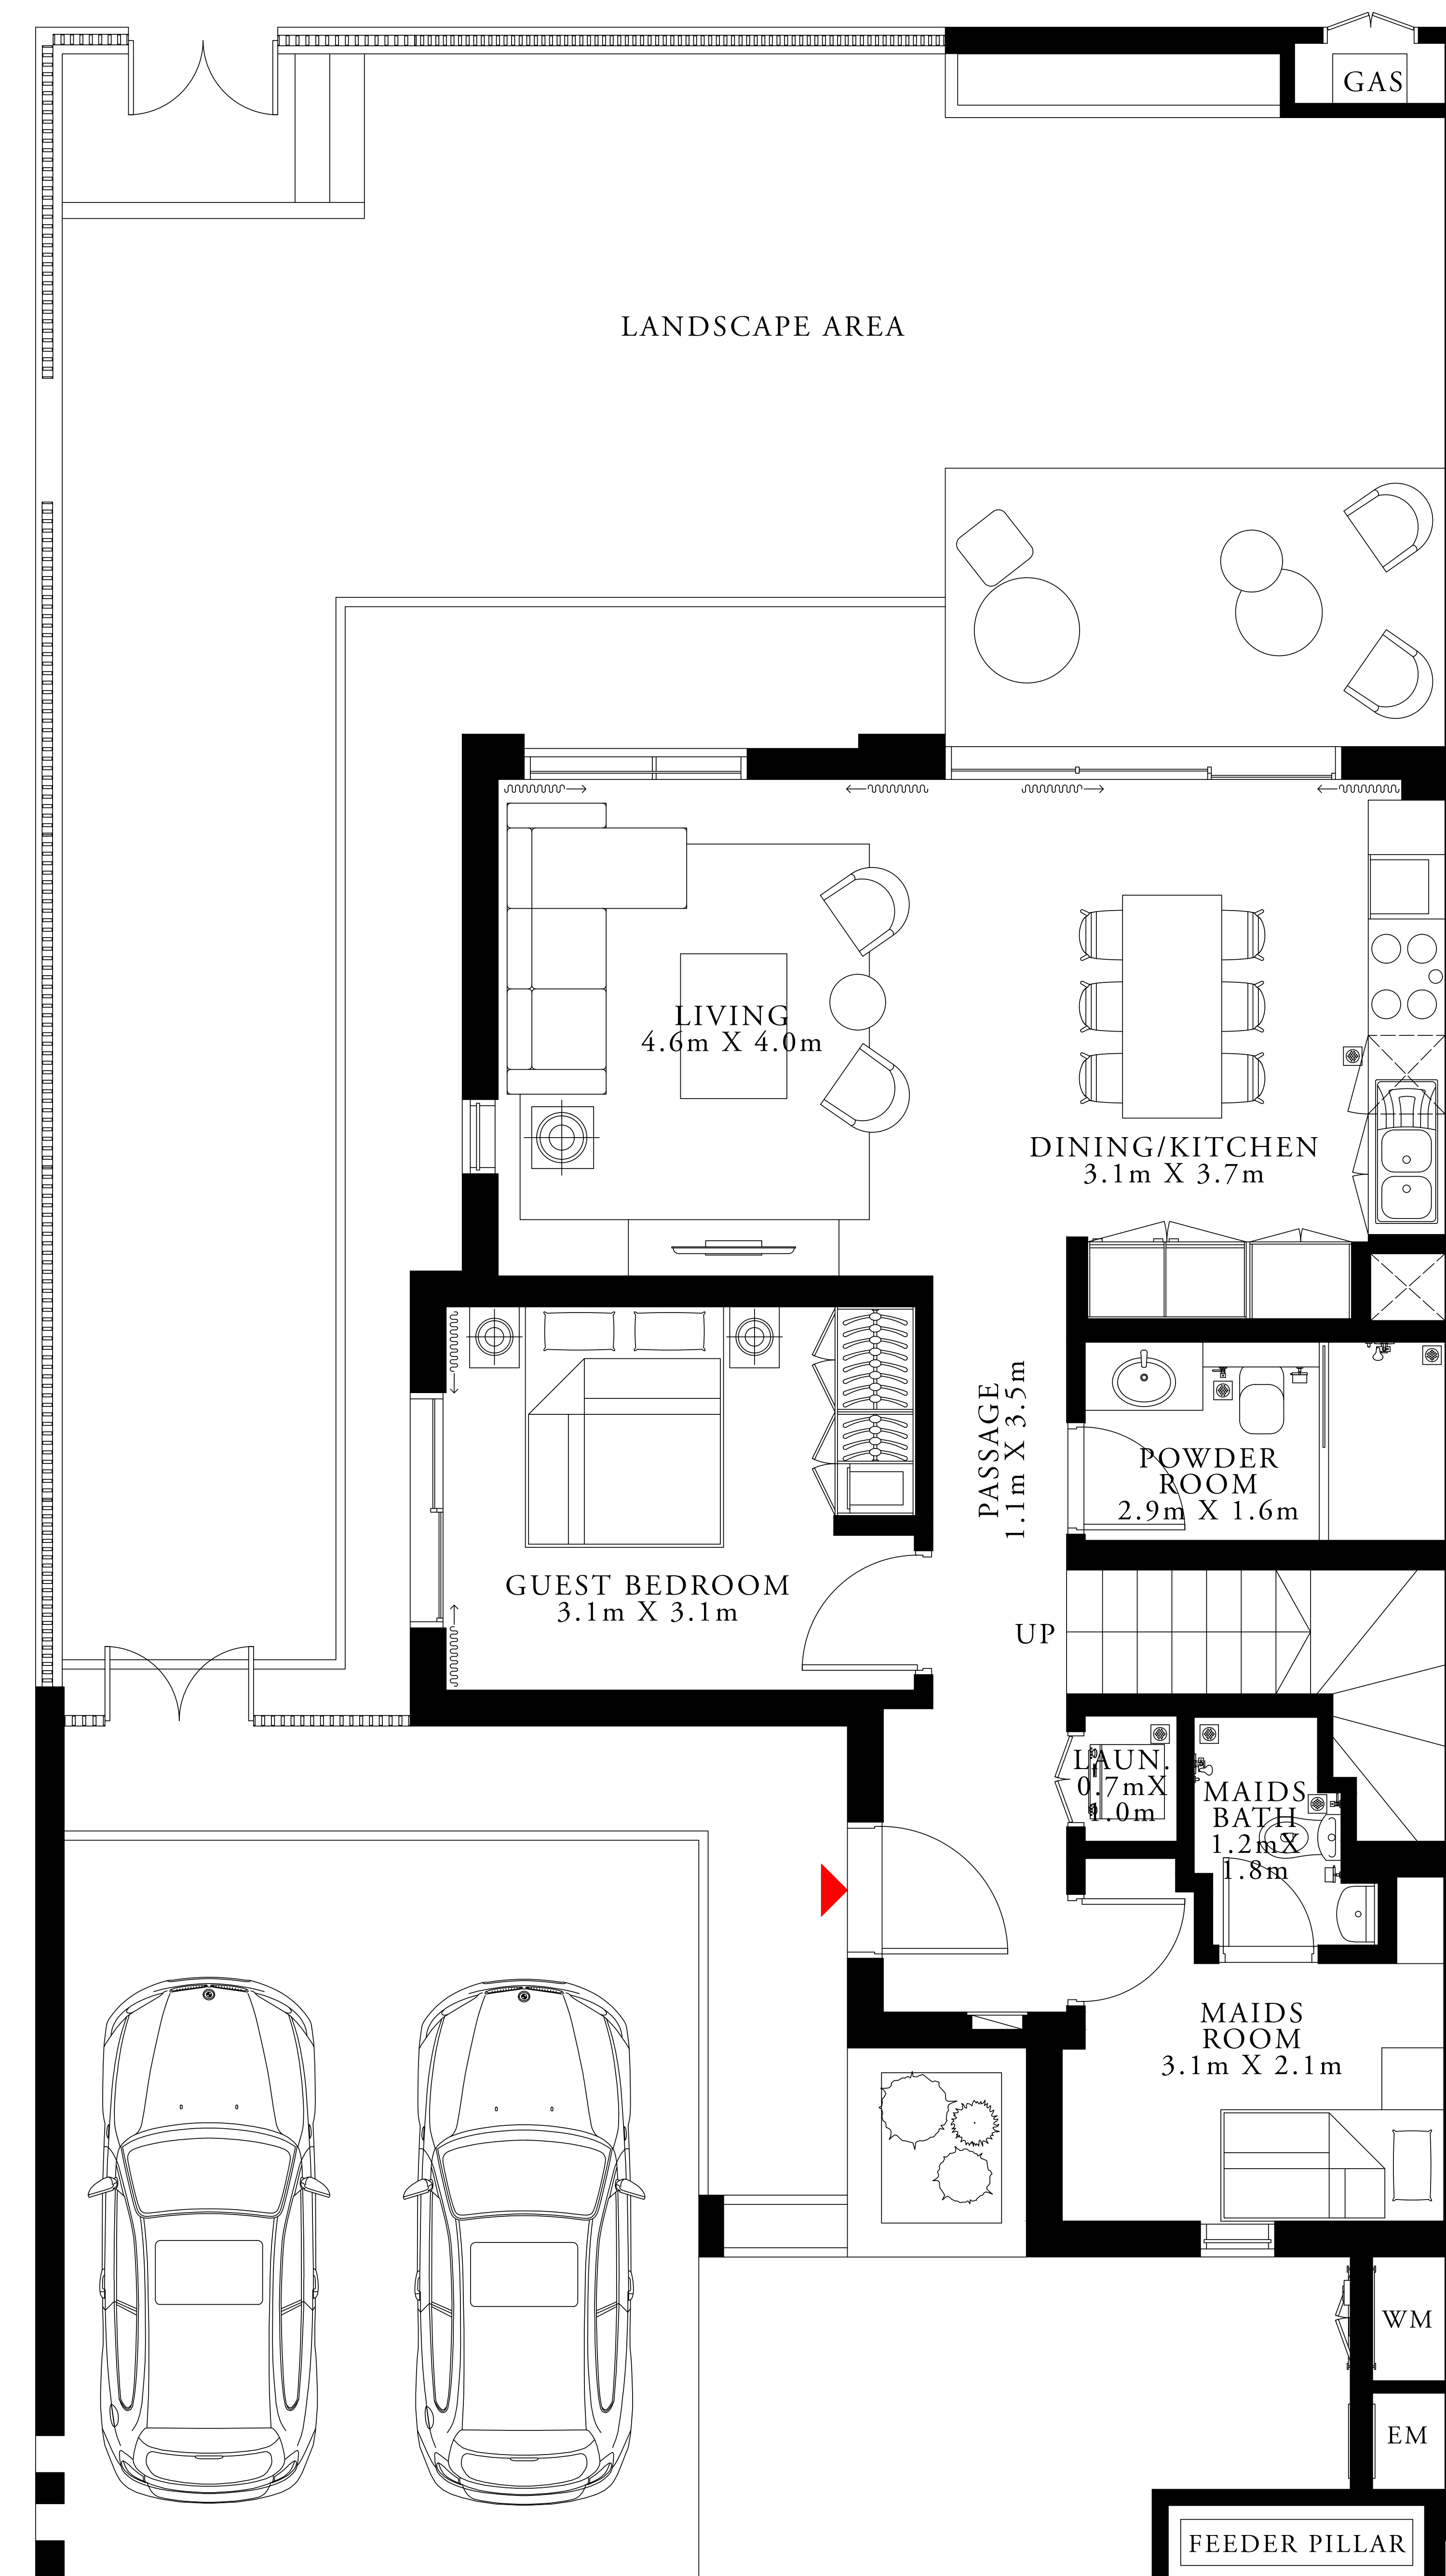 GAS
LANDSCAPE AREA
LIVING
4.6m X 4.0m
DINING/KITCHEN
3.1m X 3.7m
PASSAGE
1.1m X 3.5m
POWDER
ROOM
2.9m X 1.6m
GUEST BEDROOM
3.1m X 3.1m
UP
LAUN.
0.7mX
1.0m
MAIDS
BATH
1.2mX
1.8m
MAIDS
ROOM
3.1m X 2.1m
WM
EM
FEEDER PILLAR